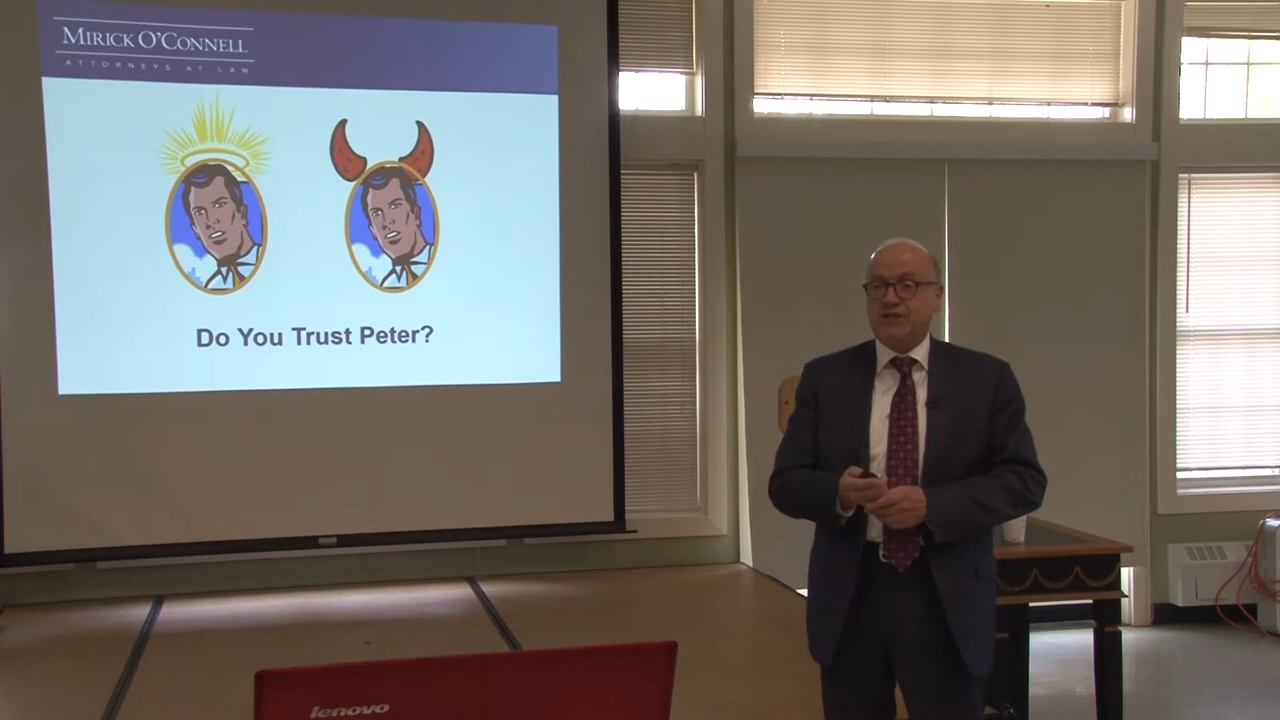 MIRICK O'CONNELL
ATTORNEYS AT LAW
Do You Trust Peter?
lenovo